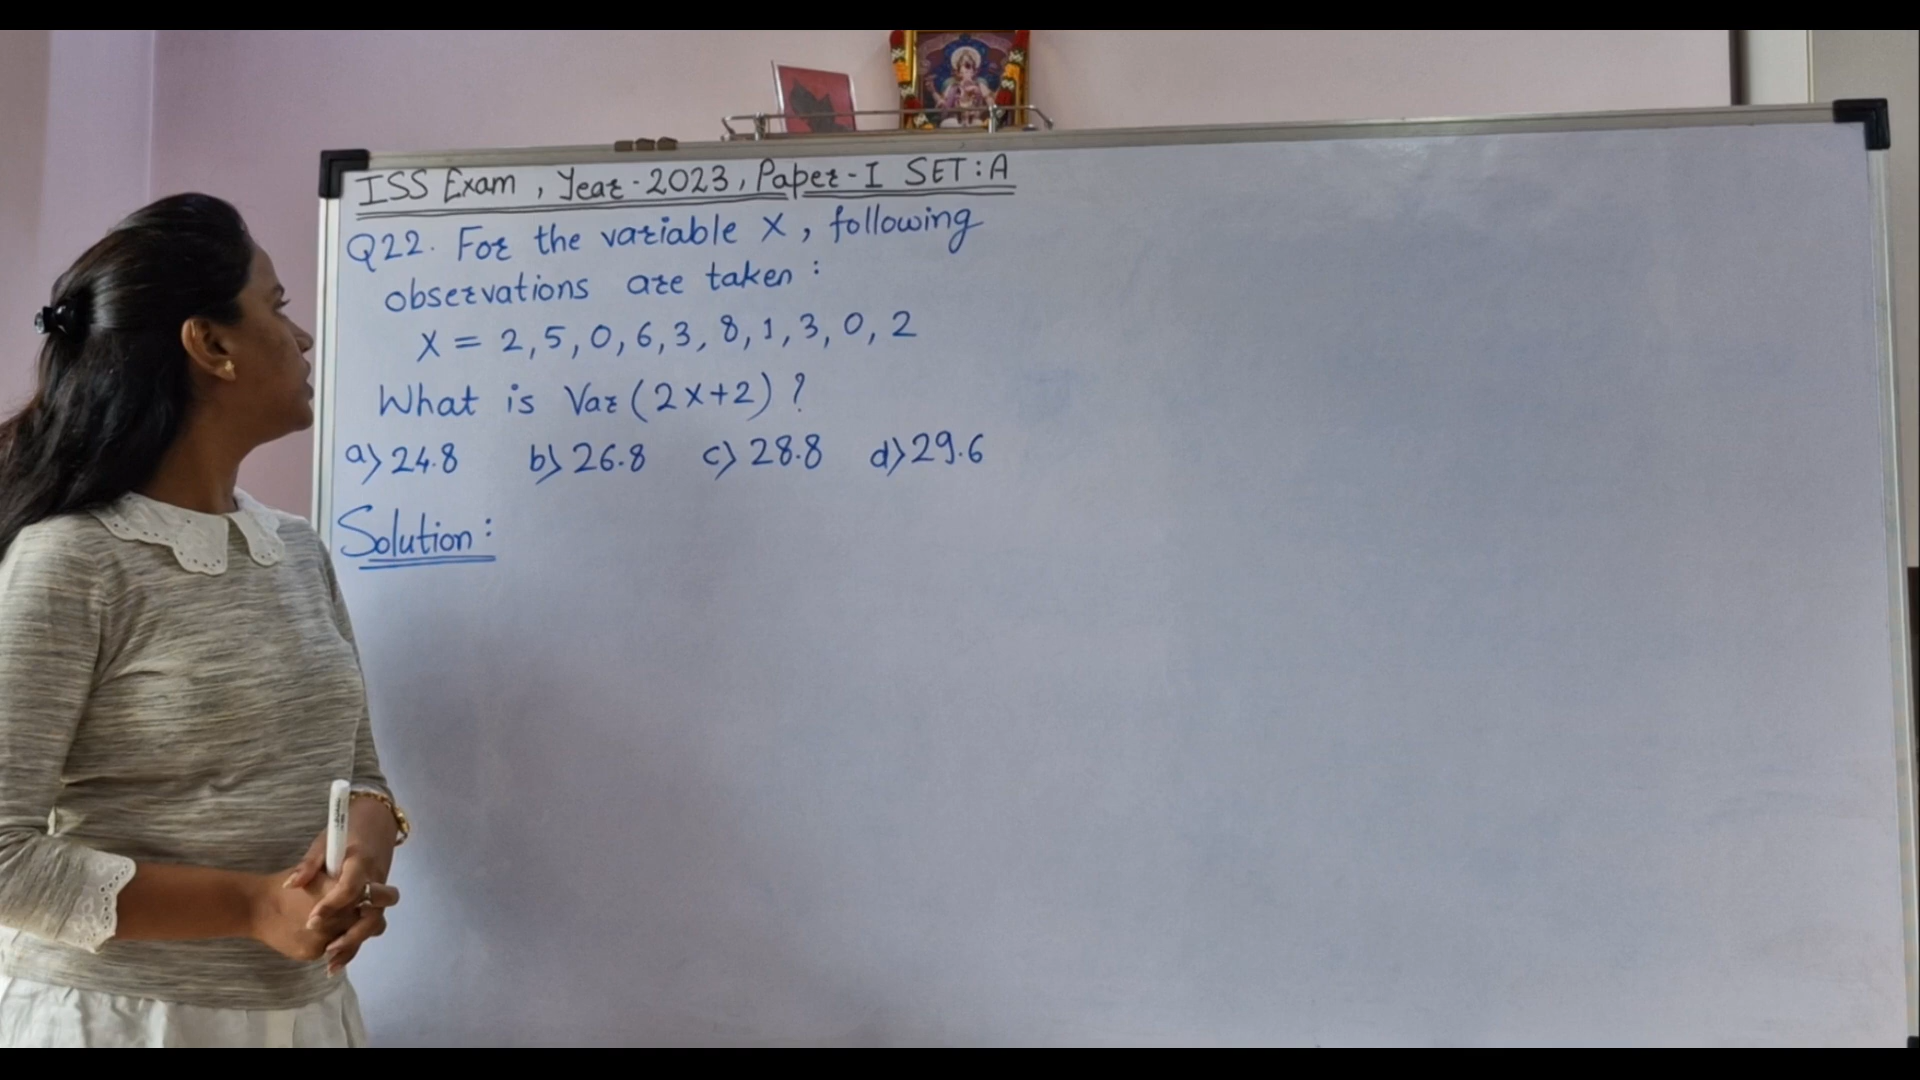 ISS Exam, Year-2023, Paper-I SET:A
Q22. For the variable X, following
observations are taken:
X = 2,5,0,6,3,8,1,3,0,2
What is Var(2X+2)?
a) 24.8 b) 26.8 c) 28.8 d) 29.6
Solution: